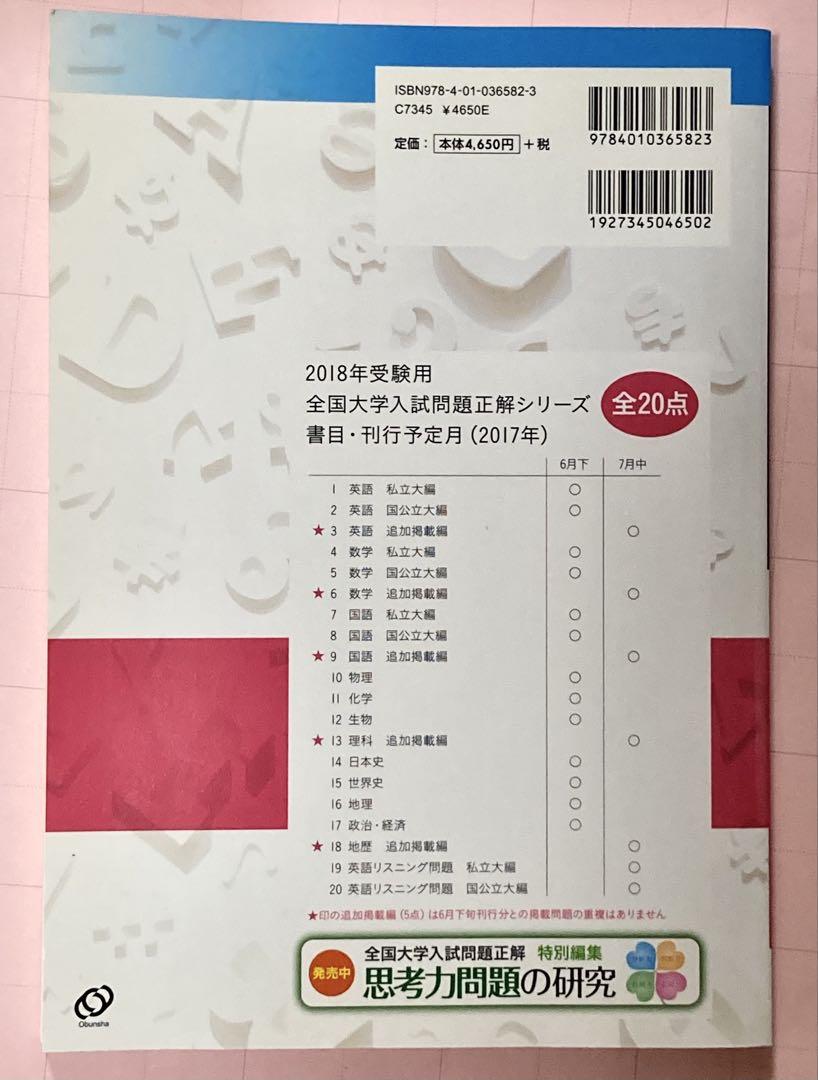 ISBN978-4-01-036582-3
C7345 ¥4650E
定価： 本体4,650円 ＋税
9784010365823
1927345046502
2018年受験用
全国大学入試問題正解シリーズ
書目・刊行予定月（2017年）
全20点
6月下 7月中
1 英語 私立大編 ○
2 英語 国公立大編 ○
★ 3 英語 追加掲載編 ○
4 数学 私立大編 ○
5 数学 国公立大編 ○
★ 6 数学 追加掲載編 ○
7 国語 私立大編 ○
8 国語 国公立大編 ○
★ 9 国語 追加掲載編 ○
10 物理 ○
11 化学 ○
12 生物 ○
★ 13 理科 追加掲載編 ○
14 日本史 ○
15 世界史 ○
16 地理 ○
17 政治・経済 ○
★ 18 地歴 追加掲載編 ○
19 英語リスニング問題 私立大編 ○
20 英語リスニング問題 国公立大編 ○
★印の追加掲載編（5点）は6月下旬刊行分との掲載問題の重複はありません
発売中
全国大学入試問題正解 特別編集
思考力問題の研究
Obunsha